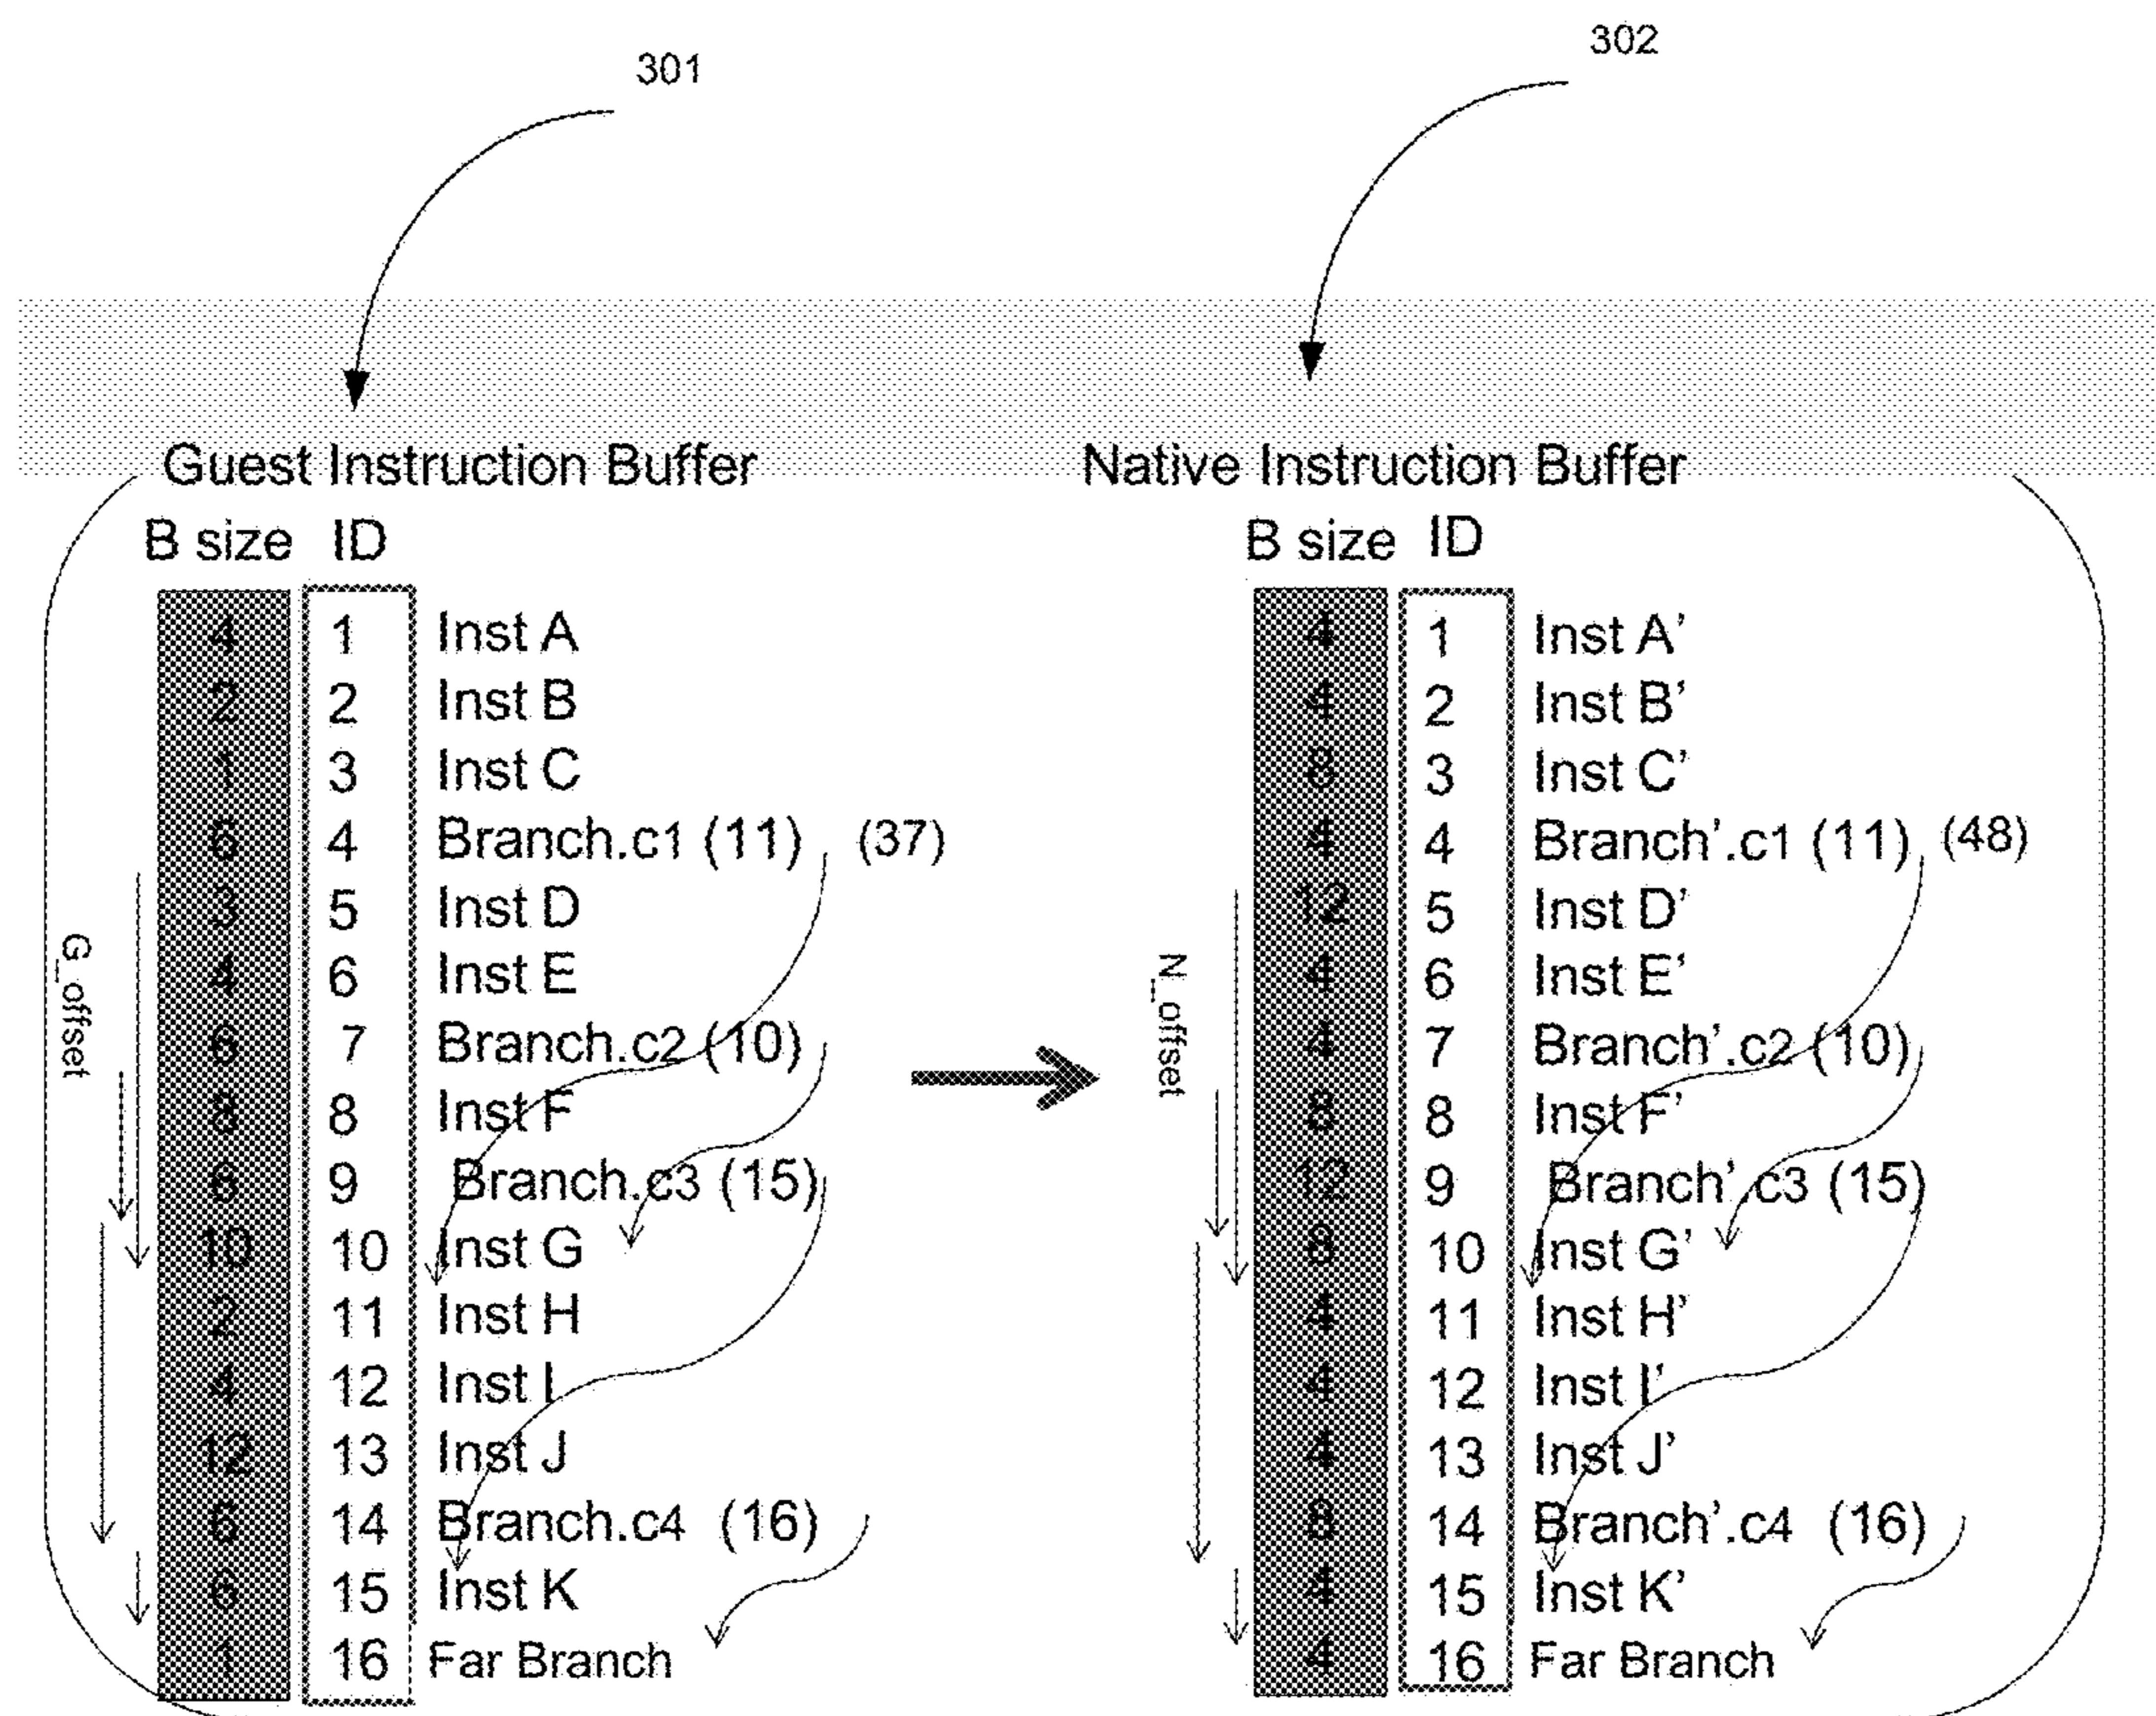 301
302
Guest Instruction Buffer
Native Instruction Buffer
B size ID
B size ID
4 1 Inst A
2 2 Inst B
1 3 Inst C
6 4 Branch.c1 (11) (37)
3 5 Inst D
4 6 Inst E
6 7 Branch.c2 (10)
8 8 Inst F
6 9 Branch.c3 (15)
10 10 Inst G
2 11 Inst H
4 12 Inst I
12 13 Inst J
6 14 Branch.c4 (16)
6 15 Inst K
1 16 Far Branch
G_offset
4 1 Inst A'
4 2 Inst B'
8 3 Inst C'
4 4 Branch'.c1 (11) (48)
12 5 Inst D'
4 6 Inst E'
4 7 Branch'.c2 (10)
8 8 Inst F'
12 9 Branch'.c3 (15)
8 10 Inst G'
4 11 Inst H'
4 12 Inst I'
4 13 Inst J'
8 14 Branch'.c4 (16)
4 15 Inst K'
4 16 Far Branch
N_offset